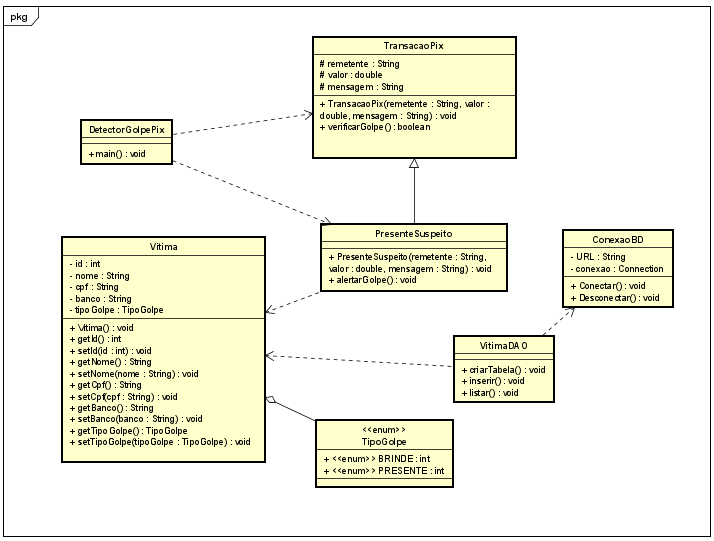 pkg
TransacaoPix
# remetente : String
# valor : double
# mensagem : String
+ TransacaoPix(remetente : String, valor :
double, mensagem : String) : void
+ verificarGolpe() : boolean
DetectorGolpePix
+ main() : void
PresenteSuspeito
+ PresenteSuspeito(remetente : String,
valor : double, mensagem : String) : void
+ alertarGolpe() : void
Vitima
- id : int
- nome : String
- cpf : String
- banco : String
- tipoGolpe : TipoGolpe
+ Vitima() : void
+ getId() : int
+ setId(id : int) : void
+ getNome() : String
+ setNome(nome : String) : void
+ getCpf() : String
+ setCpf(cpf : String) : void
+ getBanco() : String
+ setBanco(banco : String) : void
+ getTipoGolpe() : TipoGolpe
+ setTipoGolpe(tipoGolpe : TipoGolpe) : void
ConexaoBD
- URL : String
- conexao : Connection
+ Conectar() : void
+ Desconectar() : void
VitimaDAO
+ criarTabela() : void
+ inserir() : void
+ listar() : void
<<enum>>
TipoGolpe
+ <<enum>> BRINDE : int
+ <<enum>> PRESENTE : int